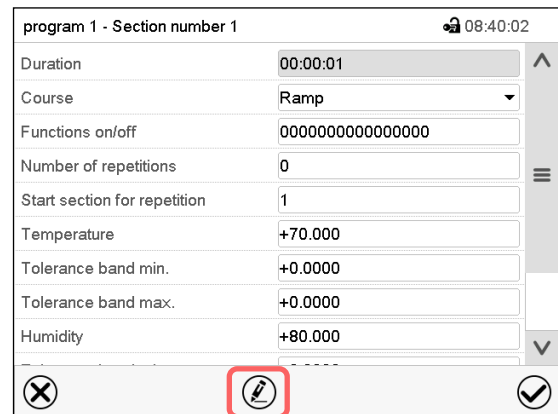 program 1 - Section number 1 08:40:02
Duration 00:00:01
Course Ramp
Functions on/off 0000000000000000
Number of repetitions 0
Start section for repetition 1
Temperature +70.000
Tolerance band min. +0.0000
Tolerance band max. +0.0000
Humidity +80.000